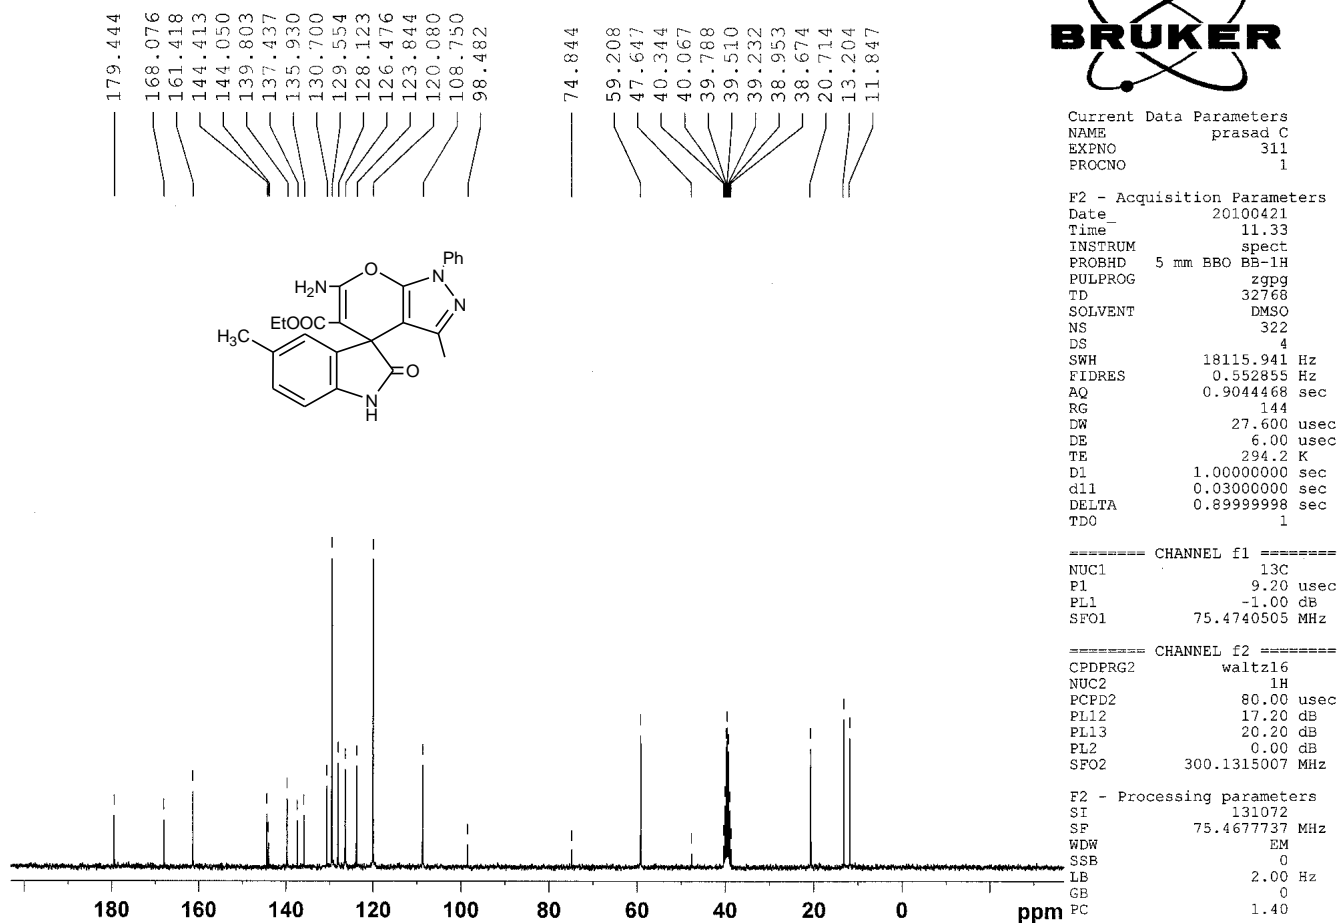 179.444
168.076
161.418
144.413
144.050
139.803
137.437
135.930
130.700
129.554
128.123
126.476
123.844
120.080
108.750
98.482
74.844
59.208
47.647
40.344
40.067
39.788
39.510
39.232
38.953
38.674
20.714
13.204
11.847
BRUKER
Current Data Parameters
NAME prasad C
EXPNO 311
PROCNO 1
F2 - Acquisition Parameters
Date_ 20100421
Time 11.33
INSTRUM spect
PROBHD 5 mm BBO BB-1H
PULPROG zgpg
TD 32768
SOLVENT DMSO
NS 322
DS 4
SWH 18115.941 Hz
FIDRES 0.552855 Hz
AQ 0.9044468 sec
RG 144
DW 27.600 usec
DE 6.00 usec
TE 294.2 K
D1 1.00000000 sec
d11 0.03000000 sec
DELTA 0.89999998 sec
TD0 1
======== CHANNEL f1 ========
NUC1 13C
P1 9.20 usec
PL1 -1.00 dB
SFO1 75.4740505 MHz
======== CHANNEL f2 ========
CPDPRG2 waltz16
NUC2 1H
PCPD2 80.00 usec
PL12 17.20 dB
PL13 20.20 dB
PL2 0.00 dB
SFO2 300.1315007 MHz
F2 - Processing parameters
SI 131072
SF 75.4677737 MHz
WDW EM
SSB 0
LB 2.00 Hz
GB 0
PC 1.40
Ph
O
N
H2N
N
EtOOC
H3C
O
N
H
180 160 140 120 100 80 60 40 20 0 ppm